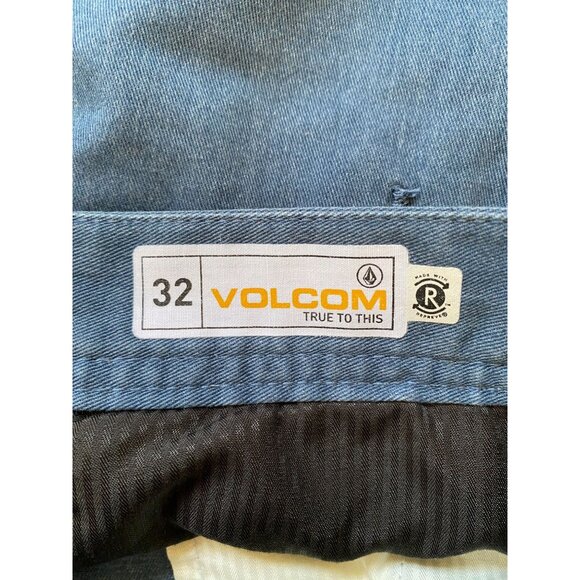 32
VOLCOM
TRUE TO THIS
MADE WITH
R
REPREVE®